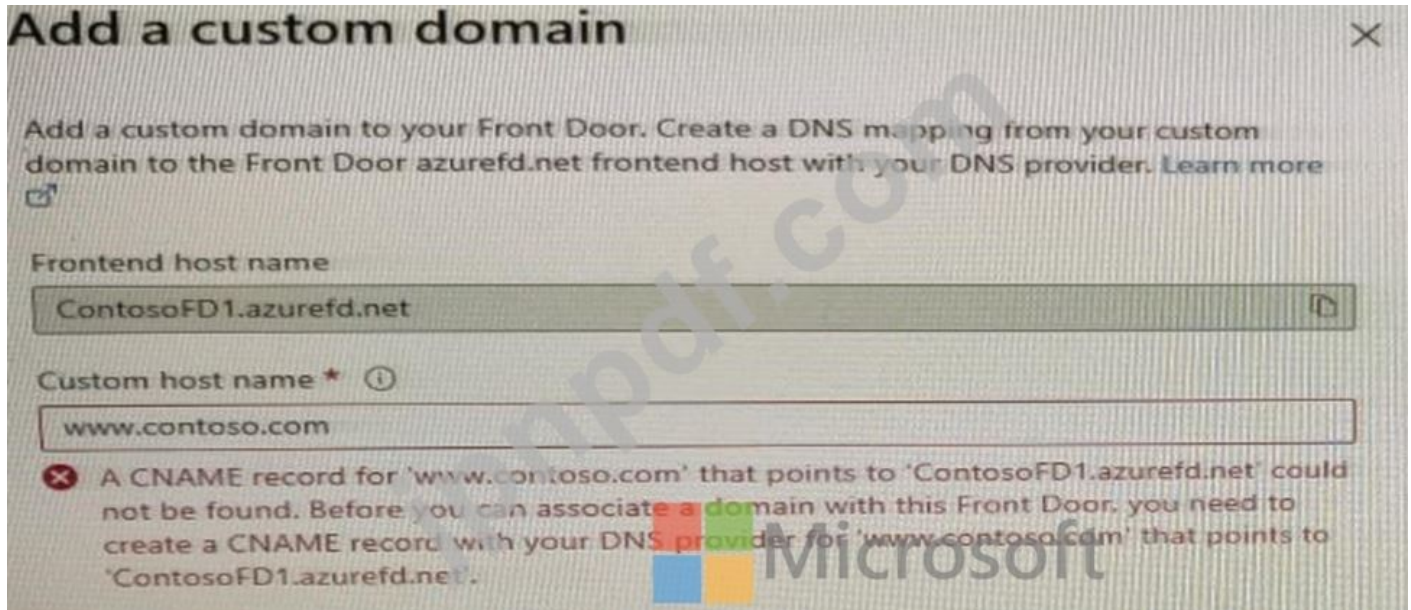 Add a custom domain
Add a custom domain to your Front Door. Create a DNS mapping from your custom
domain to the Front Door azurefd.net frontend host with your DNS provider. Learn more
Frontend host name
ContosoFD1.azurefd.net
Custom host name *
www.contoso.com
A CNAME record for 'www.contoso.com' that points to 'ContosoFD1.azurefd.net' could
not be found. Before you can associate a domain with this Front Door, you need to
create a CNAME record with your DNS provider for 'www.contoso.com' that points to
'ContosoFD1.azurefd.net'.
Microsoft